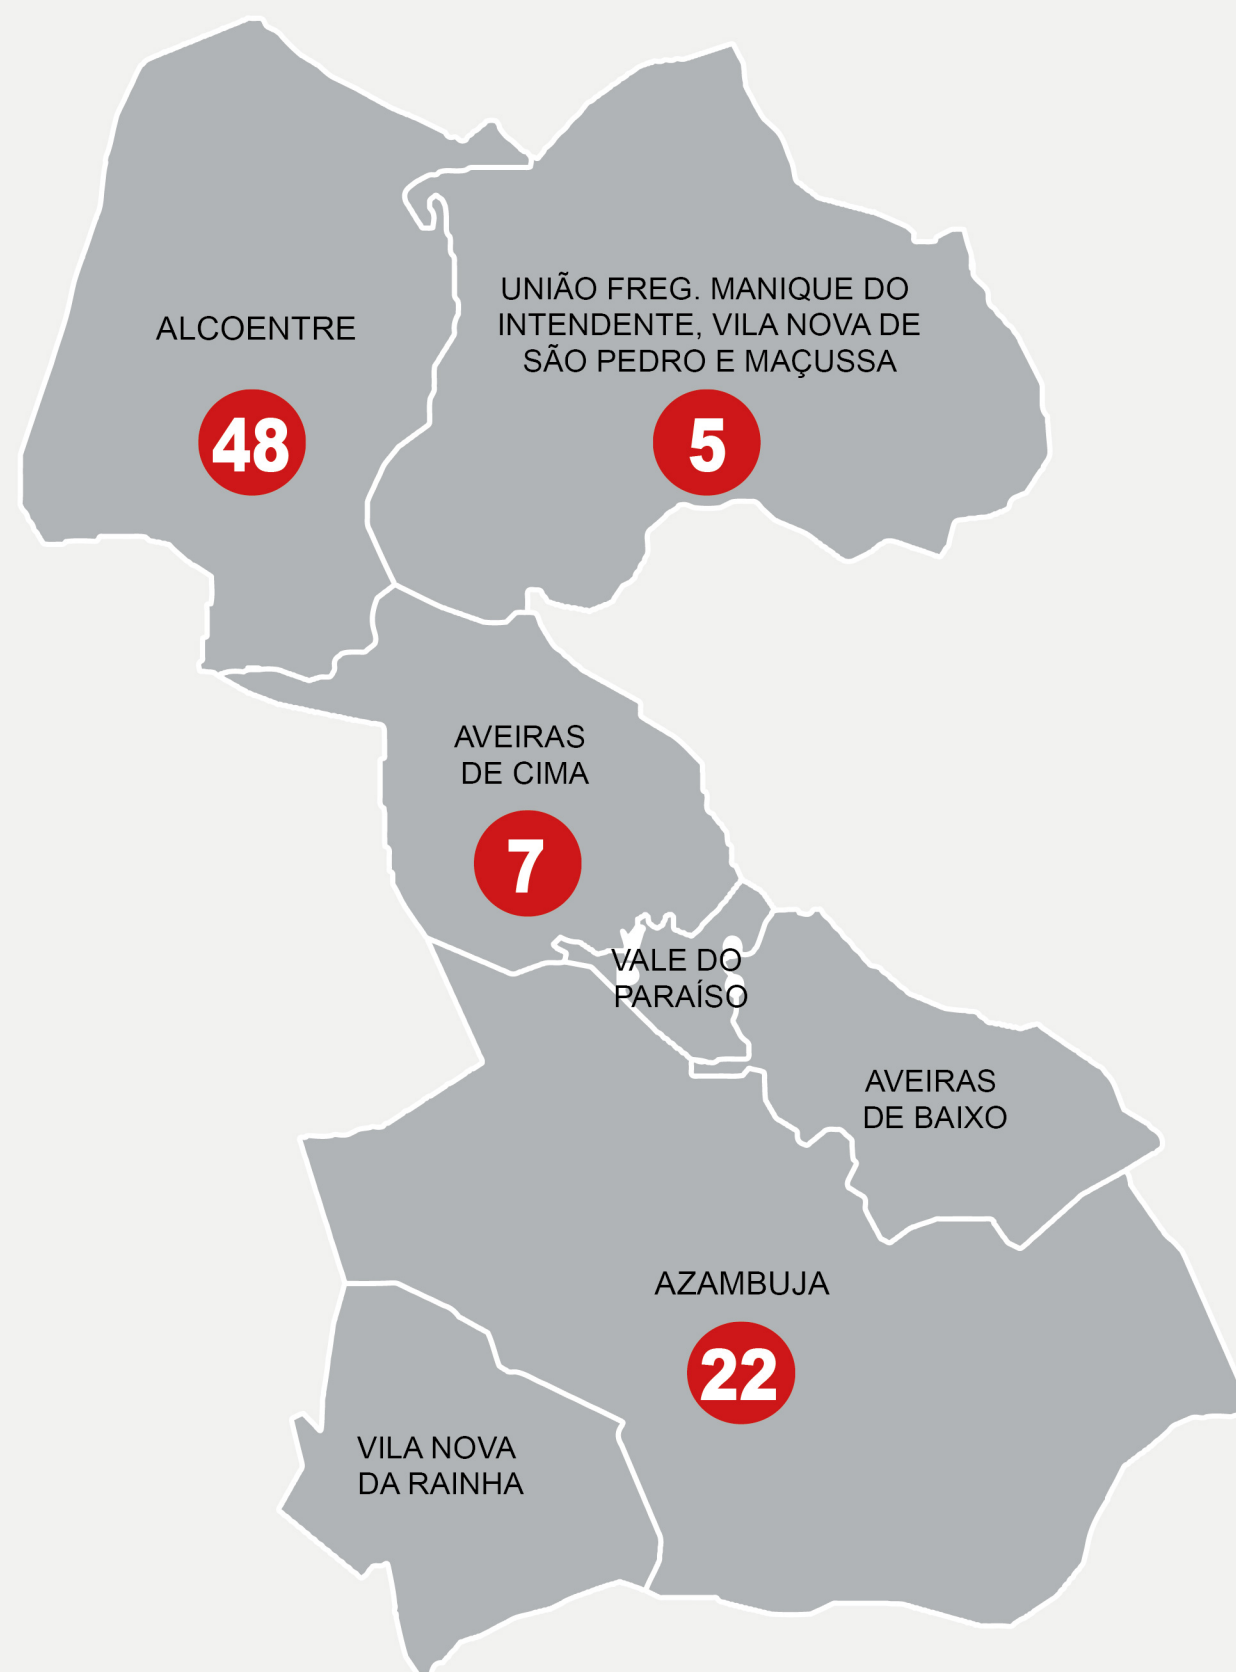 ALCOENTRE
48
UNIÃO FREG. MANIQUE DO
INTENDENTE, VILA NOVA DE
SÃO PEDRO E MAÇUSSA
5
AVEIRAS
DE CIMA
7
VALE DO
PARAÍSO
AVEIRAS
DE BAIXO
AZAMBUJA
22
VILA NOVA
DA RAINHA